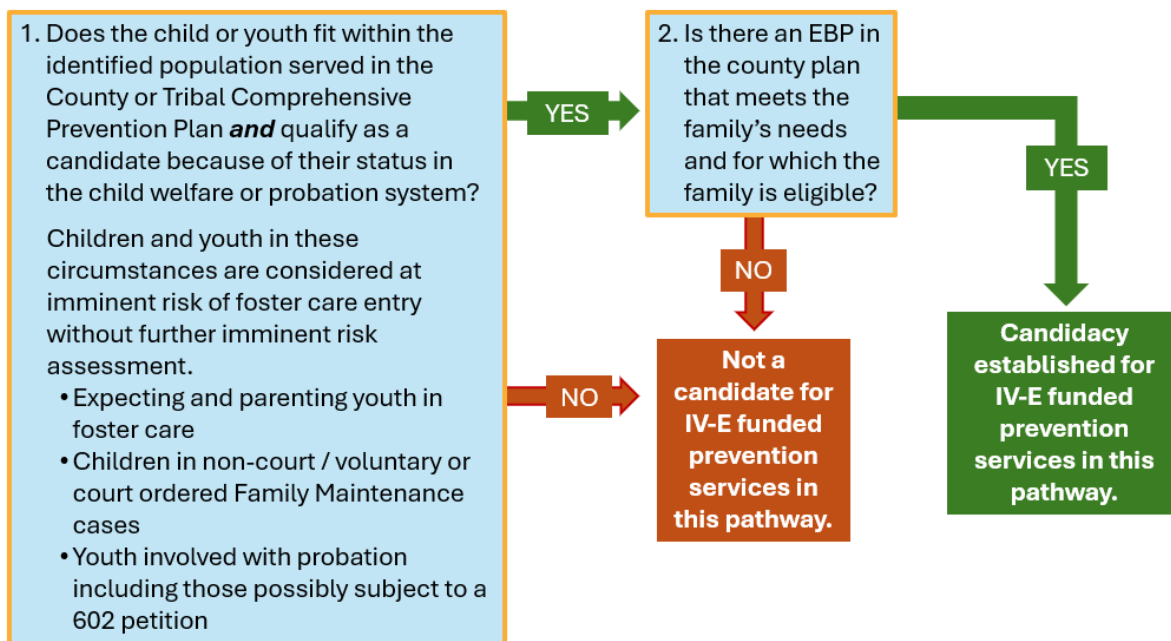 1. Does the child or youth fit within the
identified population served in the
County or Tribal Comprehensive
Prevention Plan and qualify as a
candidate because of their status in
the child welfare or probation system?
Children and youth in these
circumstances are considered at
imminent risk of foster care entry
without further imminent risk
assessment.
• Expecting and parenting youth in
foster care
• Children in non-court / voluntary or
court ordered Family Maintenance
cases
• Youth involved with probation
including those possibly subject to a
602 petition
YES
NO
2. Is there an EBP in
the county plan
that meets the
family’s needs
and for which the
family is eligible?
NO
YES
Not a
candidate for
IV-E funded
prevention
services in
this pathway.
Candidacy
established for
IV-E funded
prevention
services in this
pathway.